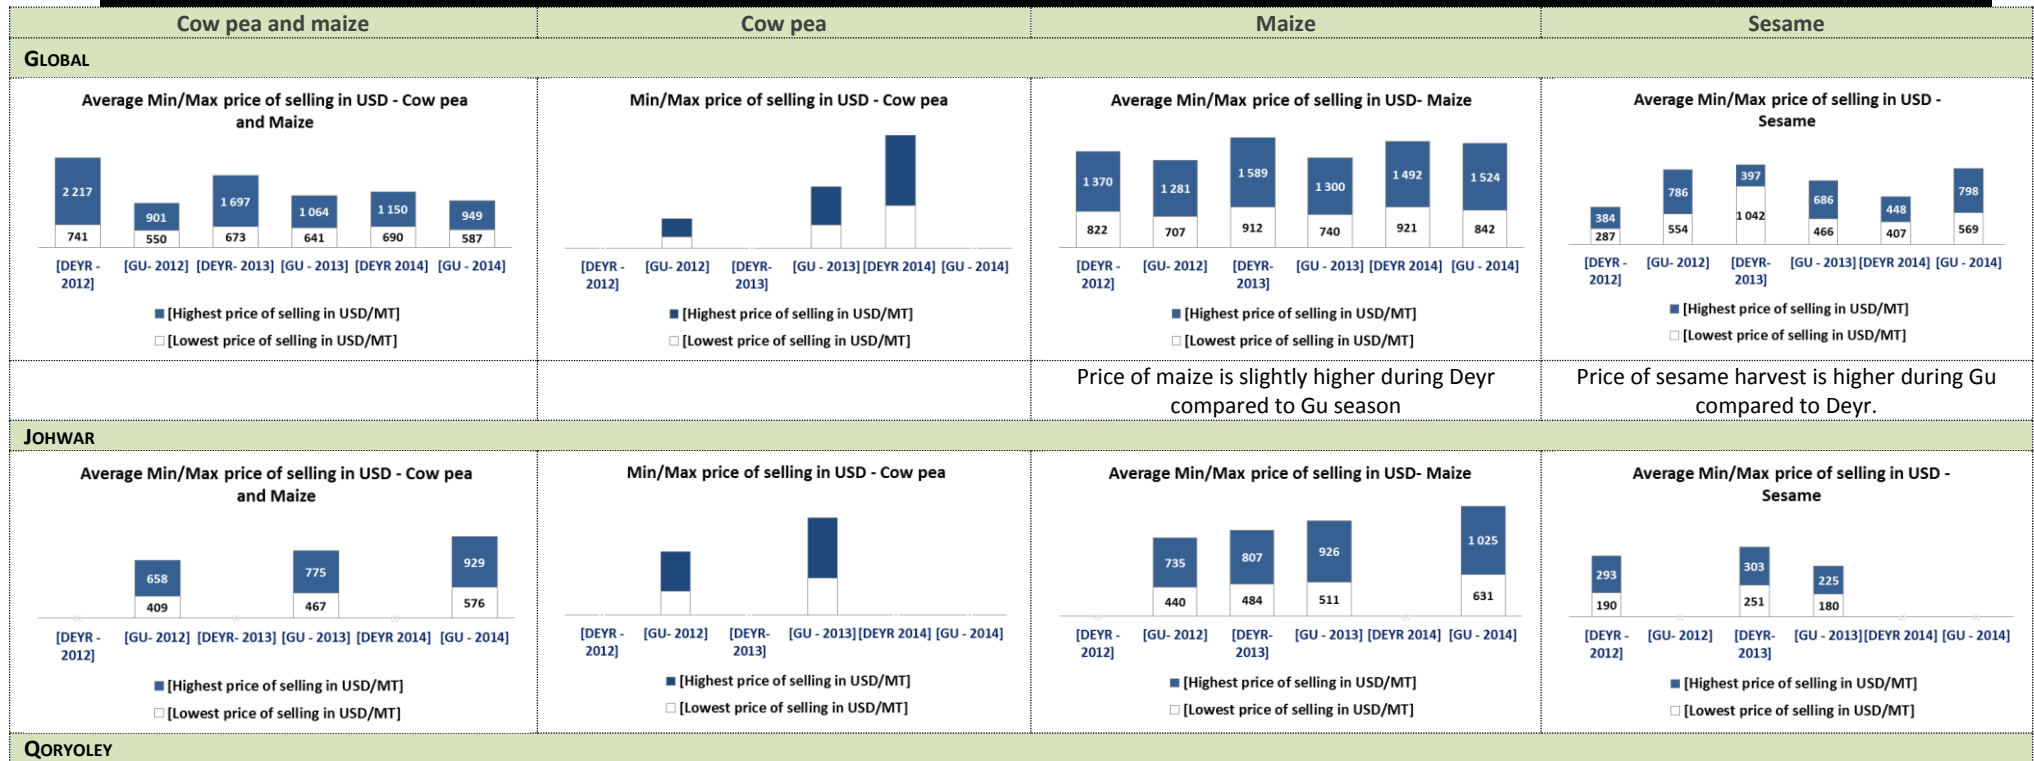 Cow pea and maize
Cow pea
Maize
Sesame
GLOBAL
Average Min/Max price of selling in USD - Cow pea
and Maize
2 217
901
1 697
1 064
1 150
949
741
550
673
641
690
587
[DEYR -
2012]
[GU- 2012]
[DEYR- 2013]
[GU - 2013]
[DEYR 2014]
[GU - 2014]
[Highest price of selling in USD/MT]
[Lowest price of selling in USD/MT]
Min/Max price of selling in USD - Cow pea
[DEYR -
2012]
[GU- 2012]
[DEYR-
2013]
[GU - 2013]
[DEYR 2014]
[GU - 2014]
[Highest price of selling in USD/MT]
[Lowest price of selling in USD/MT]
Average Min/Max price of selling in USD- Maize
1 370
1 281
1 589
1 300
1 492
1 524
822
707
912
740
921
842
[DEYR -
2012]
[GU- 2012]
[DEYR-
2013]
[GU - 2013]
[DEYR 2014]
[GU - 2014]
[Highest price of selling in USD/MT]
[Lowest price of selling in USD/MT]
Average Min/Max price of selling in USD -
Sesame
384
786
397
686
448
798
287
554
1 042
466
407
569
[DEYR -
2012]
[GU- 2012]
[DEYR-
2013]
[GU - 2013]
[DEYR 2014]
[GU - 2014]
[Highest price of selling in USD/MT]
[Lowest price of selling in USD/MT]
Price of maize is slightly higher during Deyr
compared to Gu season
Price of sesame harvest is higher during Gu
compared to Deyr.
JOHWAR
Average Min/Max price of selling in USD - Cow pea
and Maize
658
775
929
409
467
576
[DEYR -
2012]
[GU- 2012]
[DEYR- 2013]
[GU - 2013]
[DEYR 2014]
[GU - 2014]
[Highest price of selling in USD/MT]
[Lowest price of selling in USD/MT]
Min/Max price of selling in USD - Cow pea
[DEYR -
2012]
[GU- 2012]
[DEYR-
2013]
[GU - 2013]
[DEYR 2014]
[GU - 2014]
[Highest price of selling in USD/MT]
[Lowest price of selling in USD/MT]
Average Min/Max price of selling in USD- Maize
735
807
926
1 025
440
484
511
631
[DEYR -
2012]
[GU- 2012]
[DEYR-
2013]
[GU - 2013]
[DEYR 2014]
[GU - 2014]
[Highest price of selling in USD/MT]
[Lowest price of selling in USD/MT]
Average Min/Max price of selling in USD -
Sesame
293
303
225
190
251
180
[DEYR -
2012]
[GU- 2012]
[DEYR-
2013]
[GU - 2013]
[DEYR 2014]
[GU - 2014]
[Highest price of selling in USD/MT]
[Lowest price of selling in USD/MT]
QORYOLEY